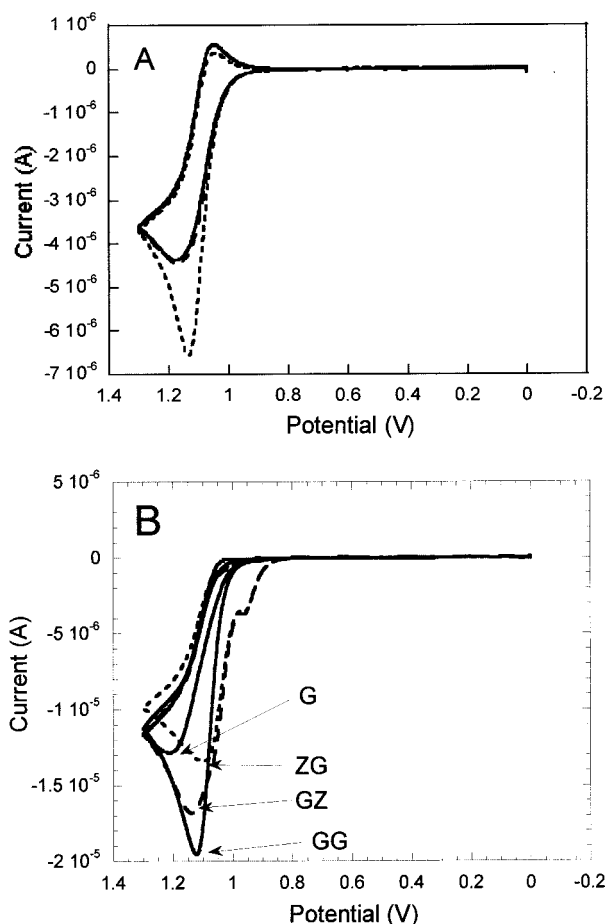 1 10⁻⁶
A
0
-1 10⁻⁶
-2 10⁻⁶
-3 10⁻⁶
-4 10⁻⁶
-5 10⁻⁶
-6 10⁻⁶
-7 10⁻⁶
Current (A)
1.4 1.2 1 0.8 0.6 0.4 0.2 0 -0.2
Potential (V)
5 10⁻⁶
B
0
-5 10⁻⁶
-1 10⁻⁵
-1.5 10⁻⁵
-2 10⁻⁵
Current (A)
G
ZG
GZ
GG
1.4 1.2 1 0.8 0.6 0.4 0.2 0 -0.2
Potential (V)